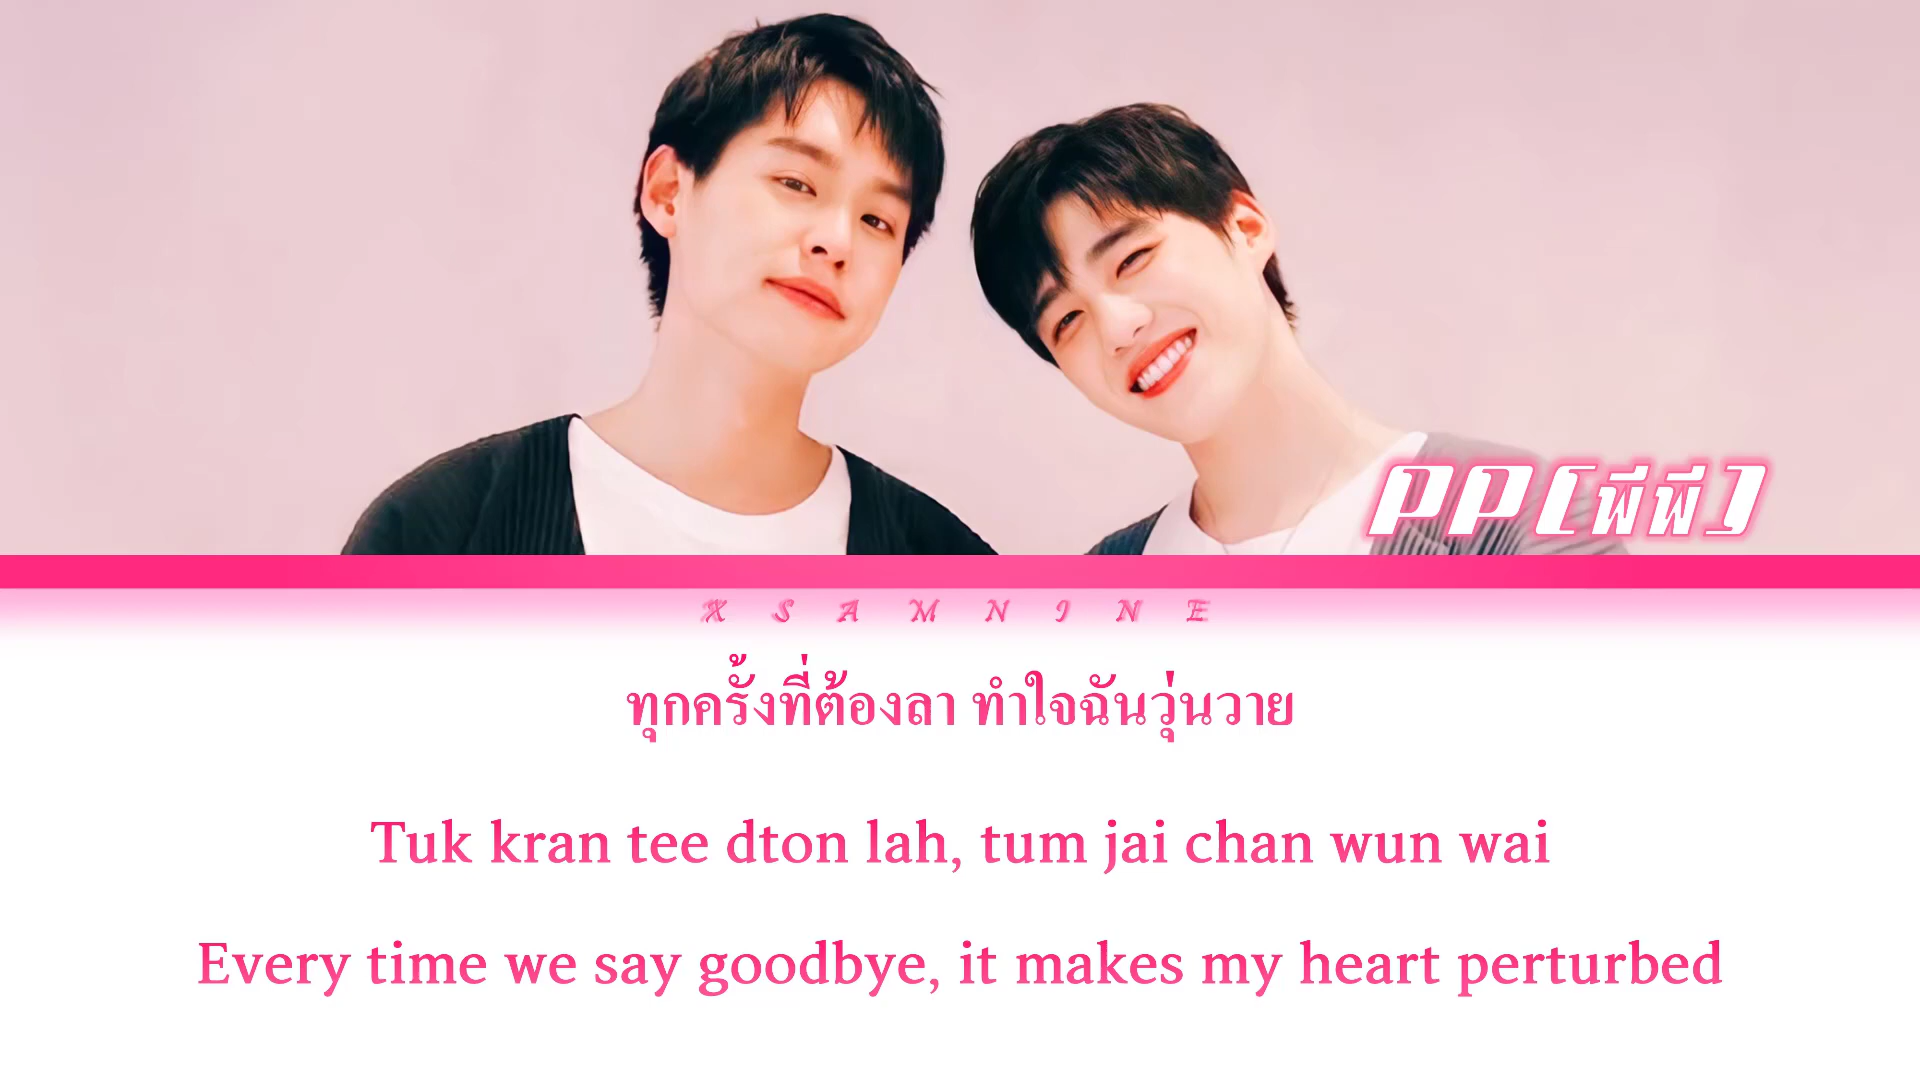 PP [พีพี]
XSAMNINE
ทุกครั้งที่ต้องลา ทำใจฉันวุ่นวาย
Tuk kran tee dton lah, tum jai chan wun wai
Every time we say goodbye, it makes my heart perturbed